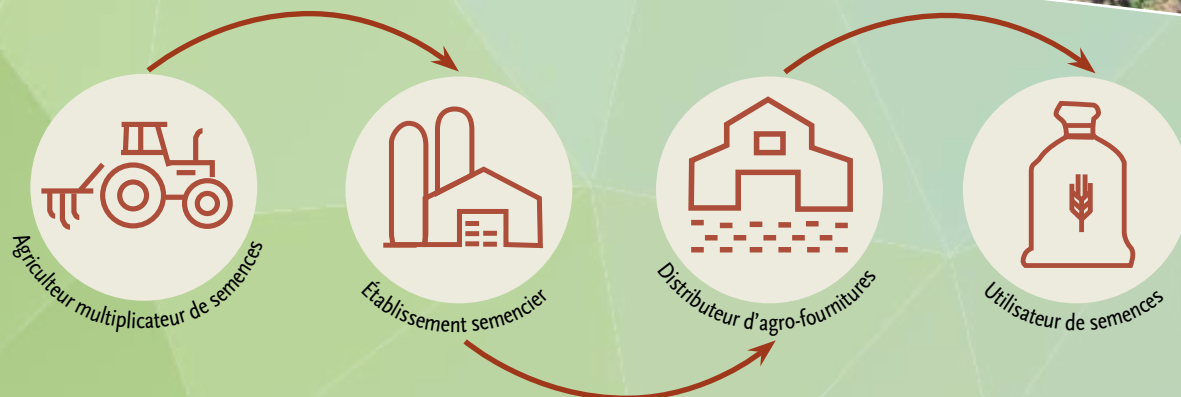 Agriculteur multiplicateur de semences
Établissement semencier
Distributeur d'agro-fournitures
Utilisateur de semences